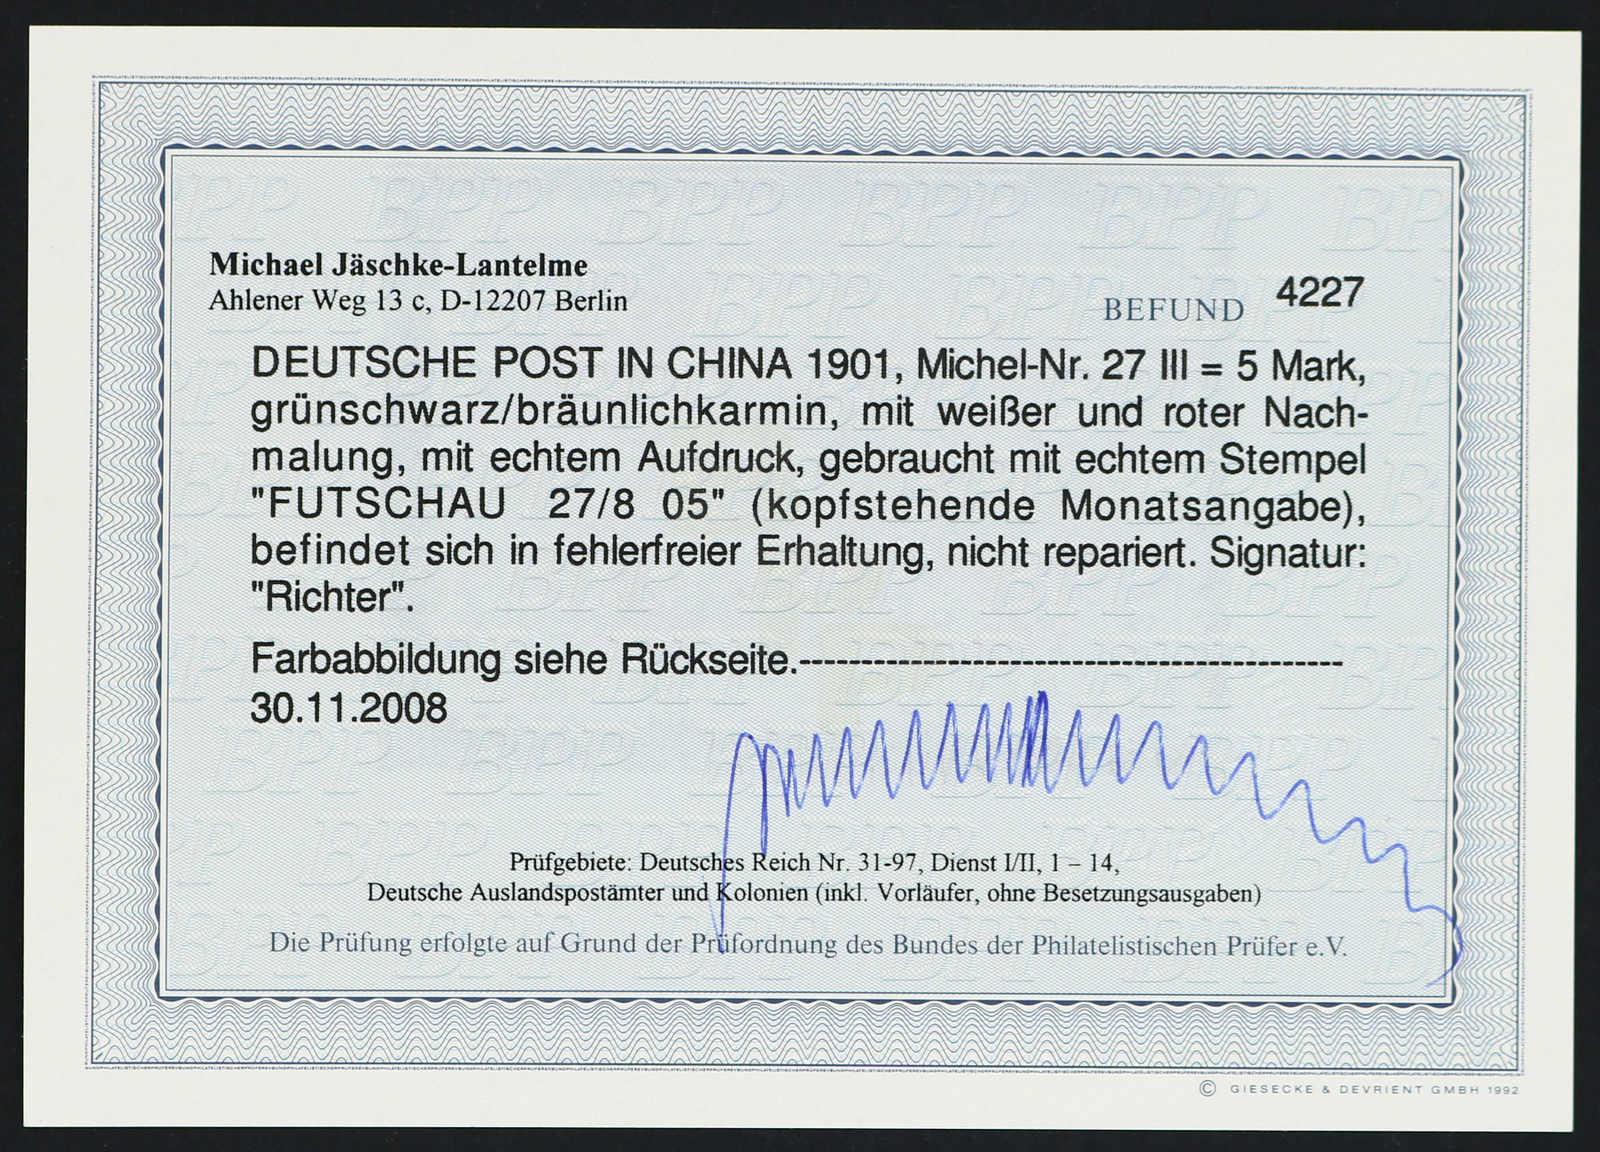 Michael Jäschke-Lantelme
Ahlener Weg 13 c, D-12207 Berlin
BEFUND 4227
DEUTSCHE POST IN CHINA 1901, Michel-Nr. 27 III = 5 Mark,
grünschwarz/bräunlichkarmin, mit weißer und roter Nach-
malung, mit echtem Aufdruck, gebraucht mit echtem Stempel
"FUTSCHAU 27/8 05" (kopfstehende Monatsangabe),
befindet sich in fehlerfreier Erhaltung, nicht repariert. Signatur:
"Richter".
Farbabbildung siehe Rückseite.--------------------------------------------
30.11.2008
Prüfgebiete: Deutsches Reich Nr. 31-97, Dienst I/II, 1 – 14,
Deutsche Auslandspostämter und Kolonien (inkl. Vorläufer, ohne Besetzungsausgaben)
Die Prüfung erfolgte auf Grund der Prüfordnung des Bundes der Philatelistischen Prüfer e.V.
© GIESECKE & DEVRIENT GMBH 1992